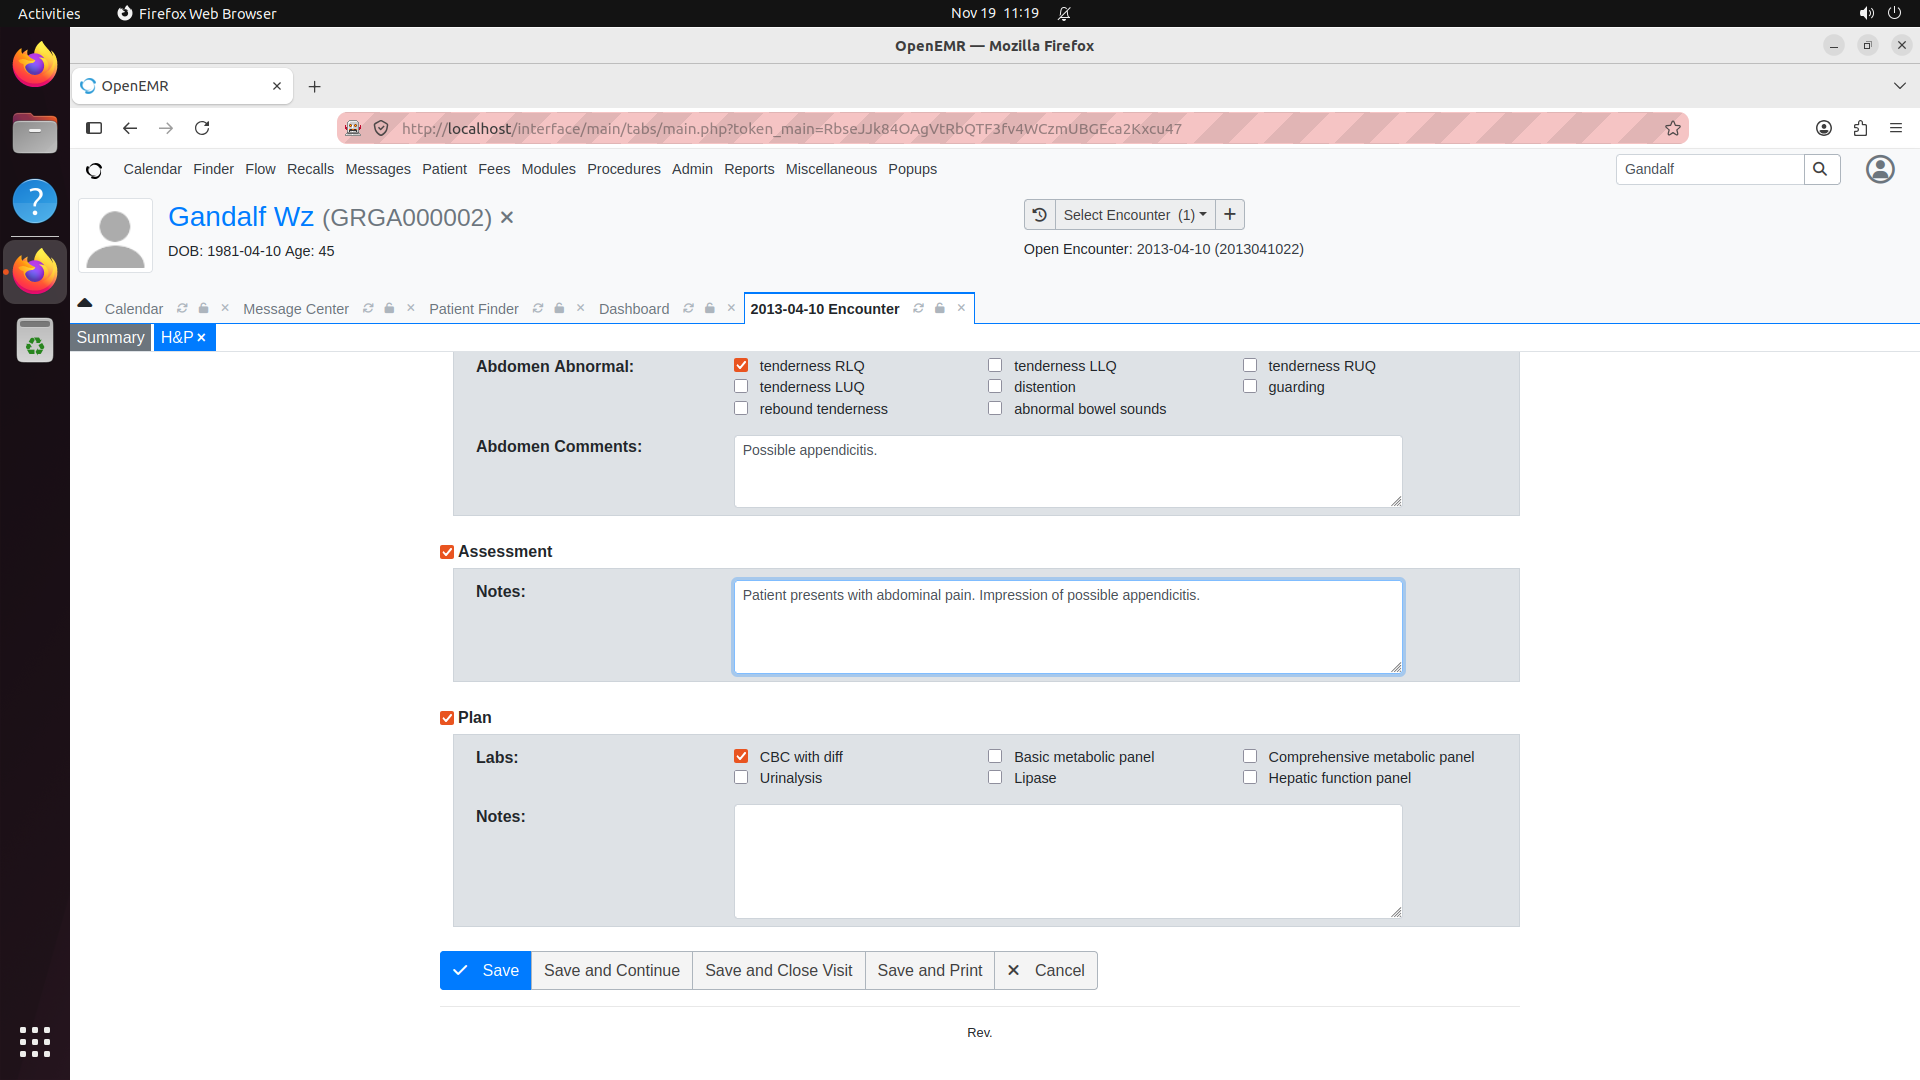 Activities
Firefox Web Browser
Nov 19 11:19
OpenEMR — Mozilla Firefox
OpenEMR
http://localhost/interface/main/tabs/main.php?token_main=RbseJJk84OAgVtRbQTF3fv4WCzmUBGEca2Kxcu47
Calendar Finder Flow Recalls Messages Patient Fees Modules Procedures Admin Reports Miscellaneous Popups
Gandalf
Gandalf Wz (GRGA000002)
Select Encounter (1)
DOB: 1981-04-10 Age: 45
Open Encounter: 2013-04-10 (2013041022)
Calendar Message Center Patient Finder Dashboard 2013-04-10 Encounter
Summary H&P
Abdomen Abnormal: tenderness RLQ tenderness LLQ tenderness RUQ
tenderness LUQ distention guarding
rebound tenderness abnormal bowel sounds
Abdomen Comments: Possible appendicitis.
Assessment
Notes: Patient presents with abdominal pain. Impression of possible appendicitis.
Plan
Labs: CBC with diff Basic metabolic panel Comprehensive metabolic panel
Urinalysis Lipase Hepatic function panel
Notes:
Save Save and Continue Save and Close Visit Save and Print Cancel
Rev.